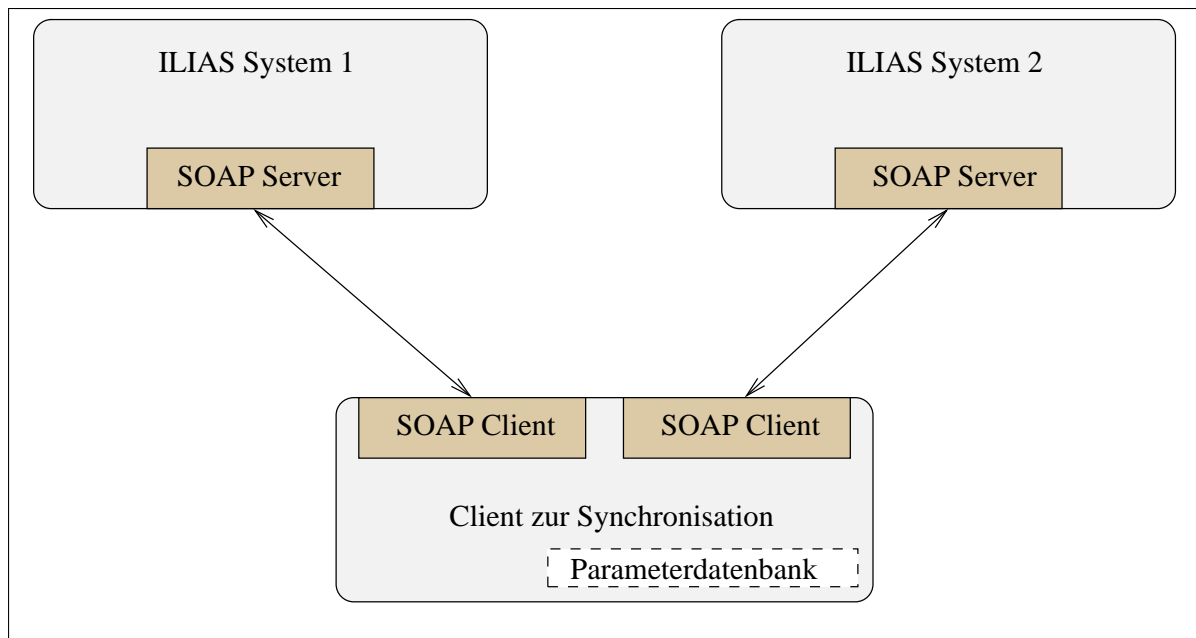 ILIAS System 1
ILIAS System 2
SOAP Server
SOAP Server
SOAP Client
SOAP Client
Client zur Synchronisation
Parameterdatenbank